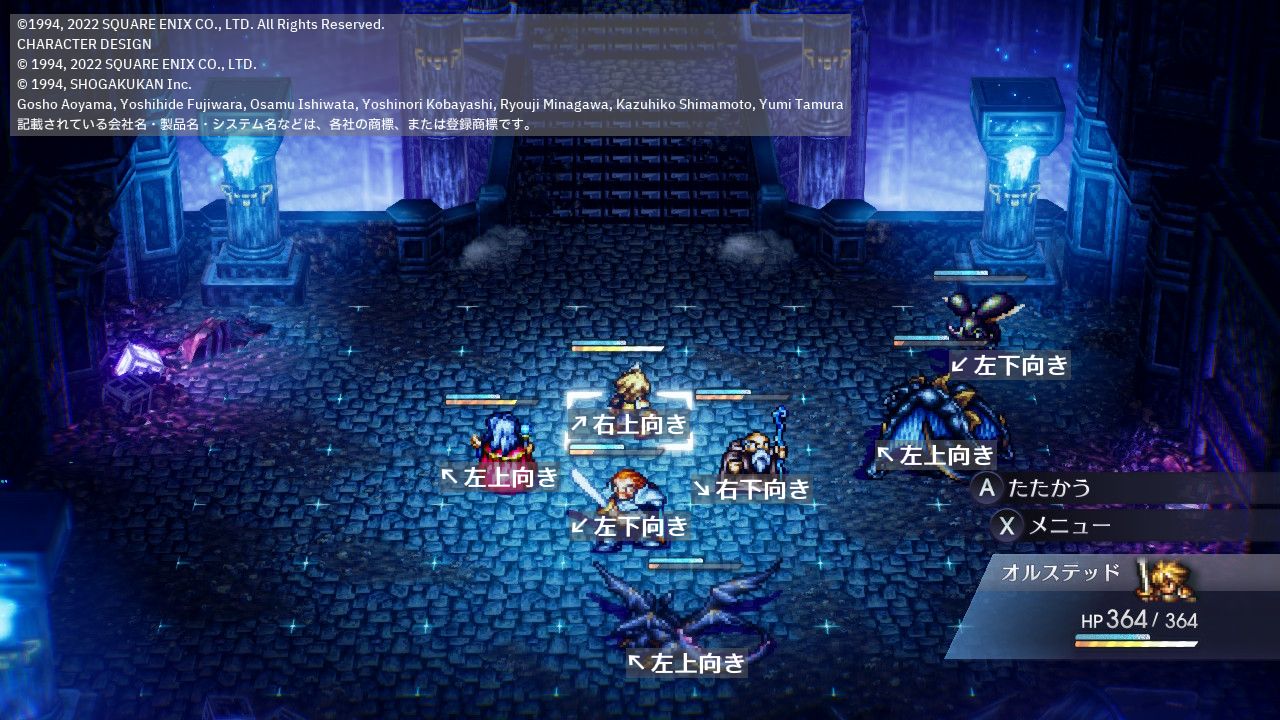 ©1994, 2022 SQUARE ENIX CO., LTD. All Rights Reserved.
CHARACTER DESIGN
© 1994, 2022 SQUARE ENIX CO., LTD.
© 1994, SHOGAKUKAN Inc.
Gosho Aoyama, Yoshihide Fujiwara, Osamu Ishiwata, Yoshinori Kobayashi, Ryouji Minagawa, Kazuhiko Shimamoto, Yumi Tamura
記載されている会社名・製品名・システム名などは、各社の商標、または登録商標です。
↙左下向き
↗右上向き
↖左上向き
↖左上向き
↘右下向き
A たたかう
↙左下向き
X メニュー
オルステッド
HP 364 / 364
↖左上向き